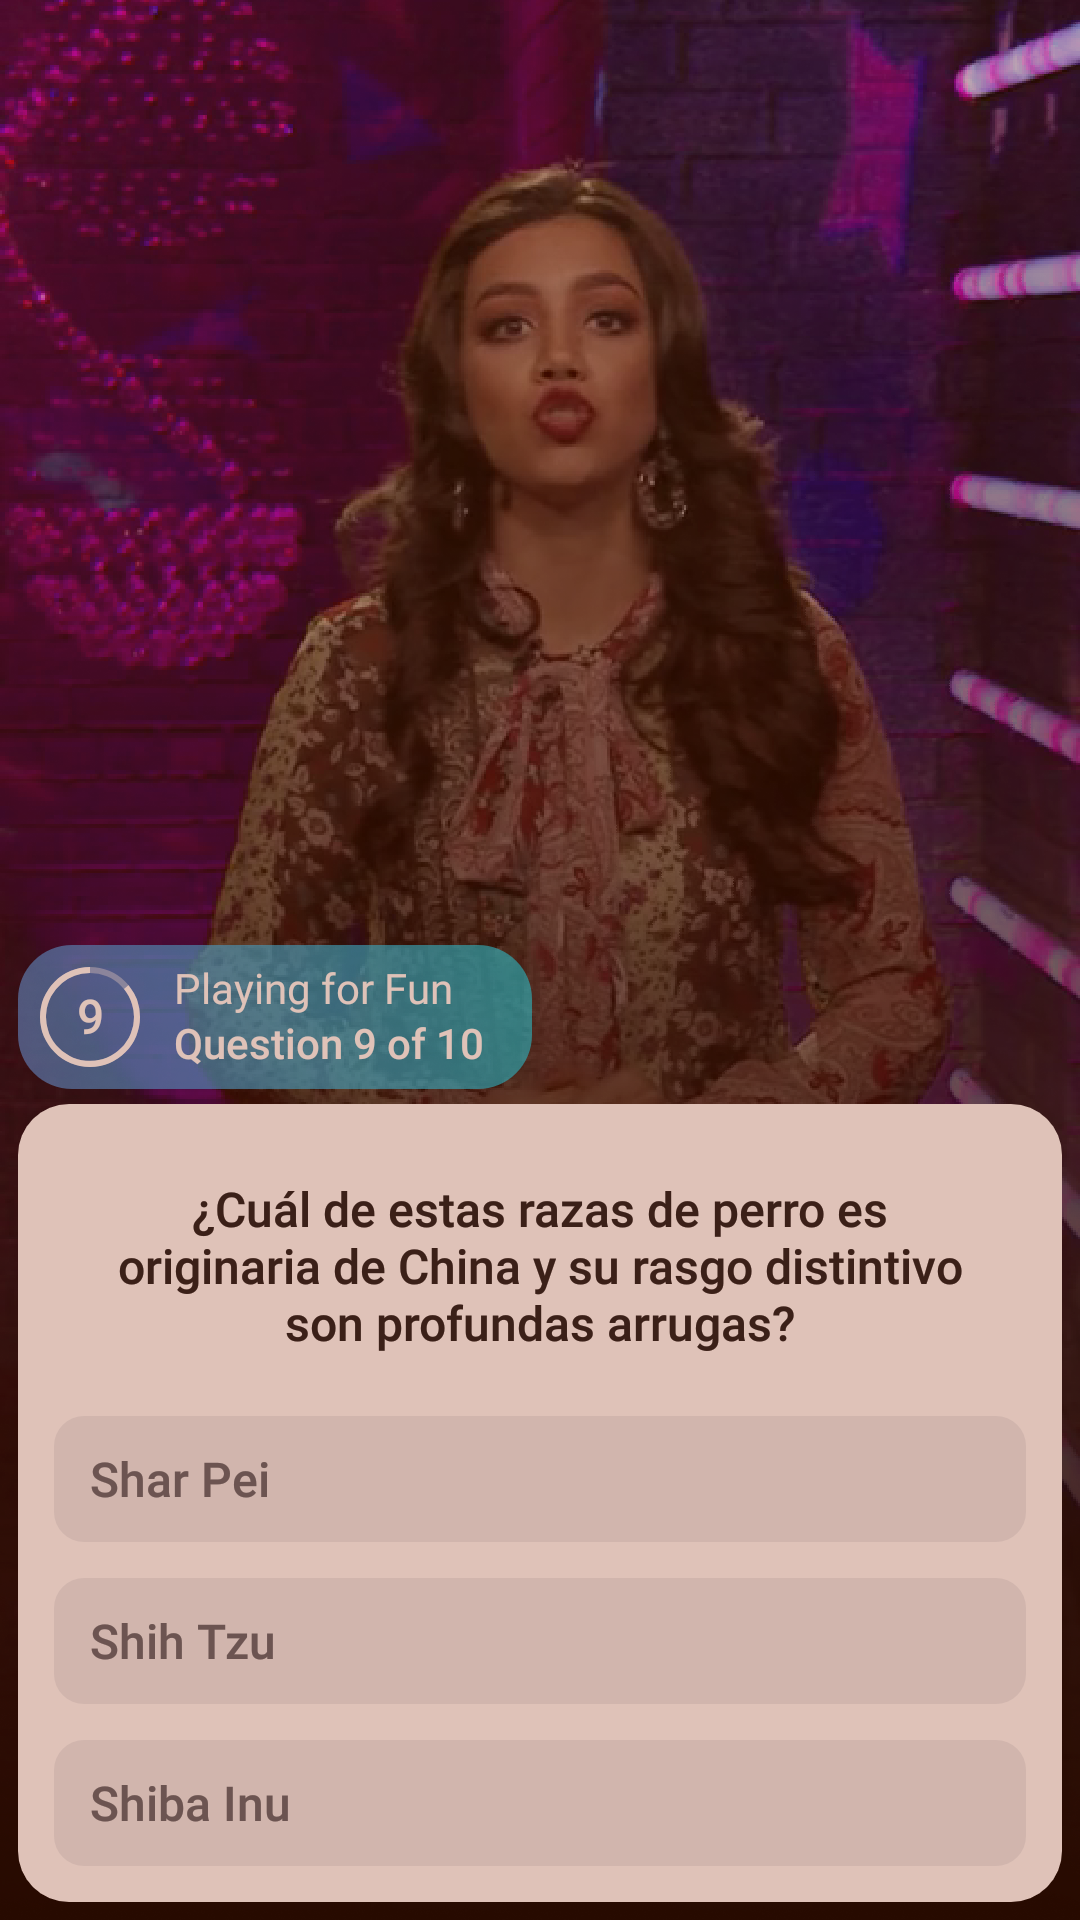 9
Playing for Fun
Question 9 of 10
¿Cuál de estas razas de perro es
originaria de China y su rasgo distintivo
son profundas arrugas?
Shar Pei
Shih Tzu
Shiba Inu